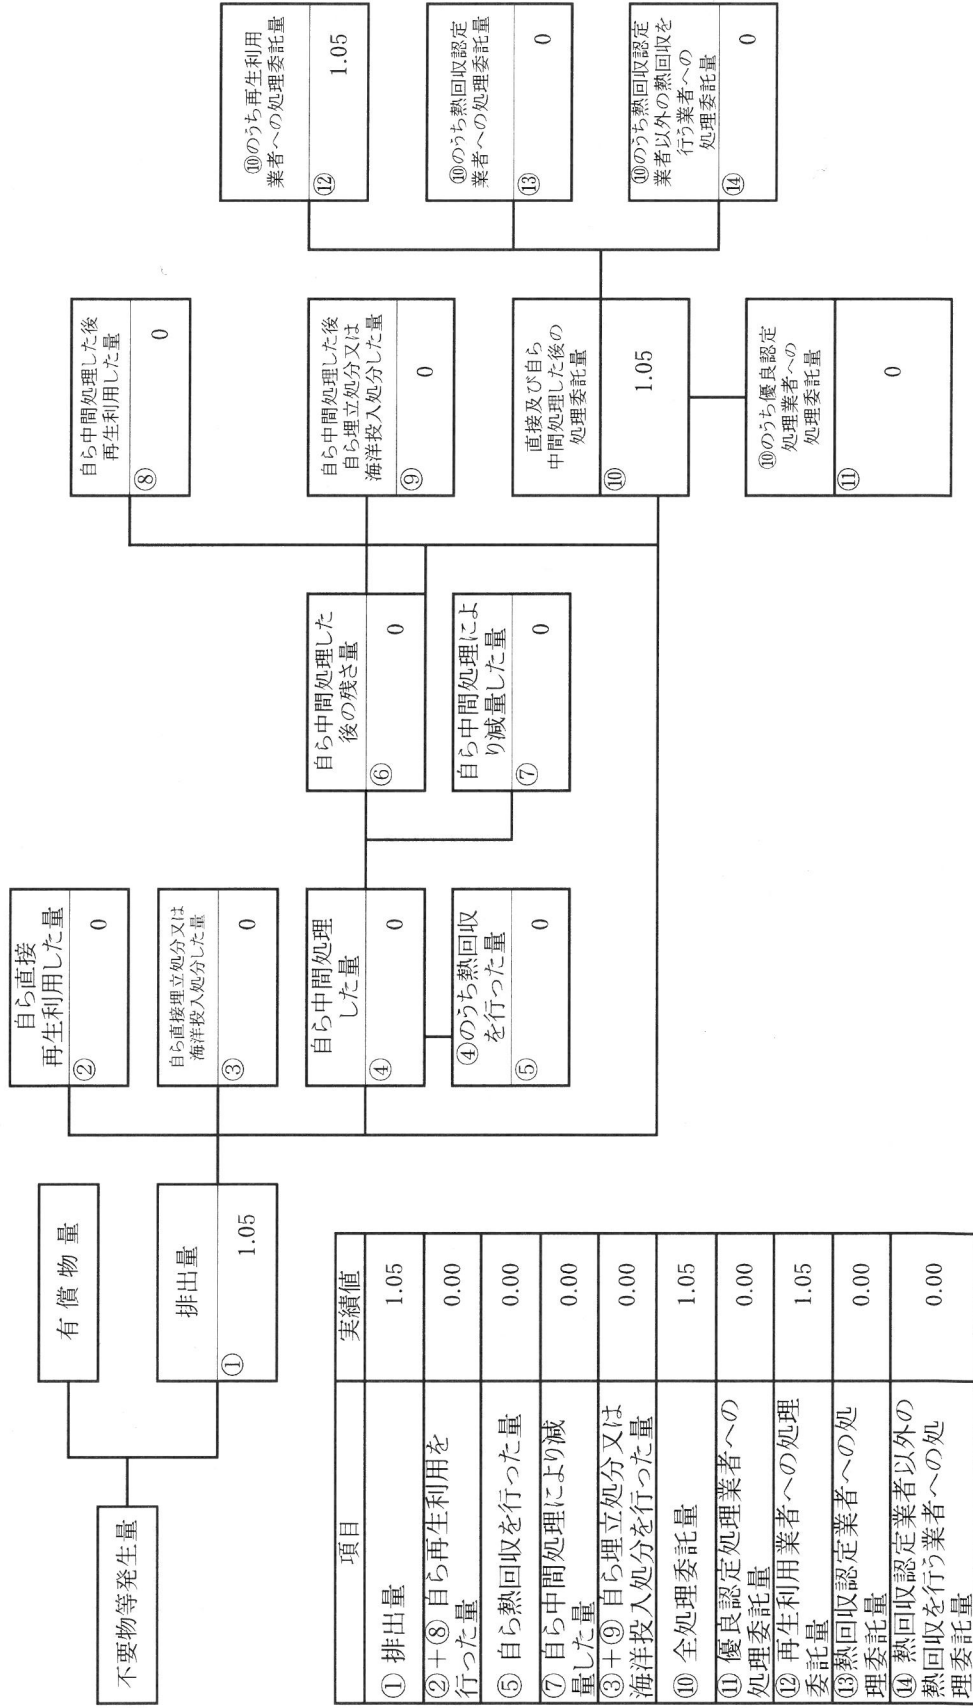 不要物等発生量
有償物量
排出量
①
1.05
自ら直接
再生利用した量
②
0
自ら直接埋立処分又は
海洋投入処分した量
③
0
自ら中間処理
した量
④
0
④のうち熱回収
を行った量
⑤
0
自ら中間処理した
後の残さ量
⑥
0
自ら中間処理によ
り減量した量
⑦
0
自ら中間処理した後
再生利用した量
⑧
0
自ら中間処理した後
自ら埋立処分又は
海洋投入処分した量
⑨
0
直接及び自ら
中間処理した後の
処理委託量
⑩
1.05
⑩のうち優良認定
処理業者への
処理委託量
⑪
0
⑩のうち再生利用
業者への処理委託量
⑫
1.05
⑩のうち熱回収認定
業者への処理委託量
⑬
0
⑩のうち熱回収認定
業者以外の熱回収を
行う業者への
処理委託量
⑭
0
項目 実績値
① 排出量 1.05
②+⑧ 自ら再生利用を
行った量 0.00
⑤ 自ら熱回収を行った量 0.00
⑦ 自ら中間処理により減
量した量 0.00
③+⑨ 自ら埋立処分又は
海洋投入処分を行った量 0.00
⑩ 全処理委託量 1.05
⑪ 優良認定処理業者への
処理委託量 0.00
⑫ 再生利用業者への処理
委託量 1.05
⑬熱回収認定業者への処
理委託量 0.00
⑭ 熱回収認定業者以外の
熱回収を行う業者への処
理委託量 0.00